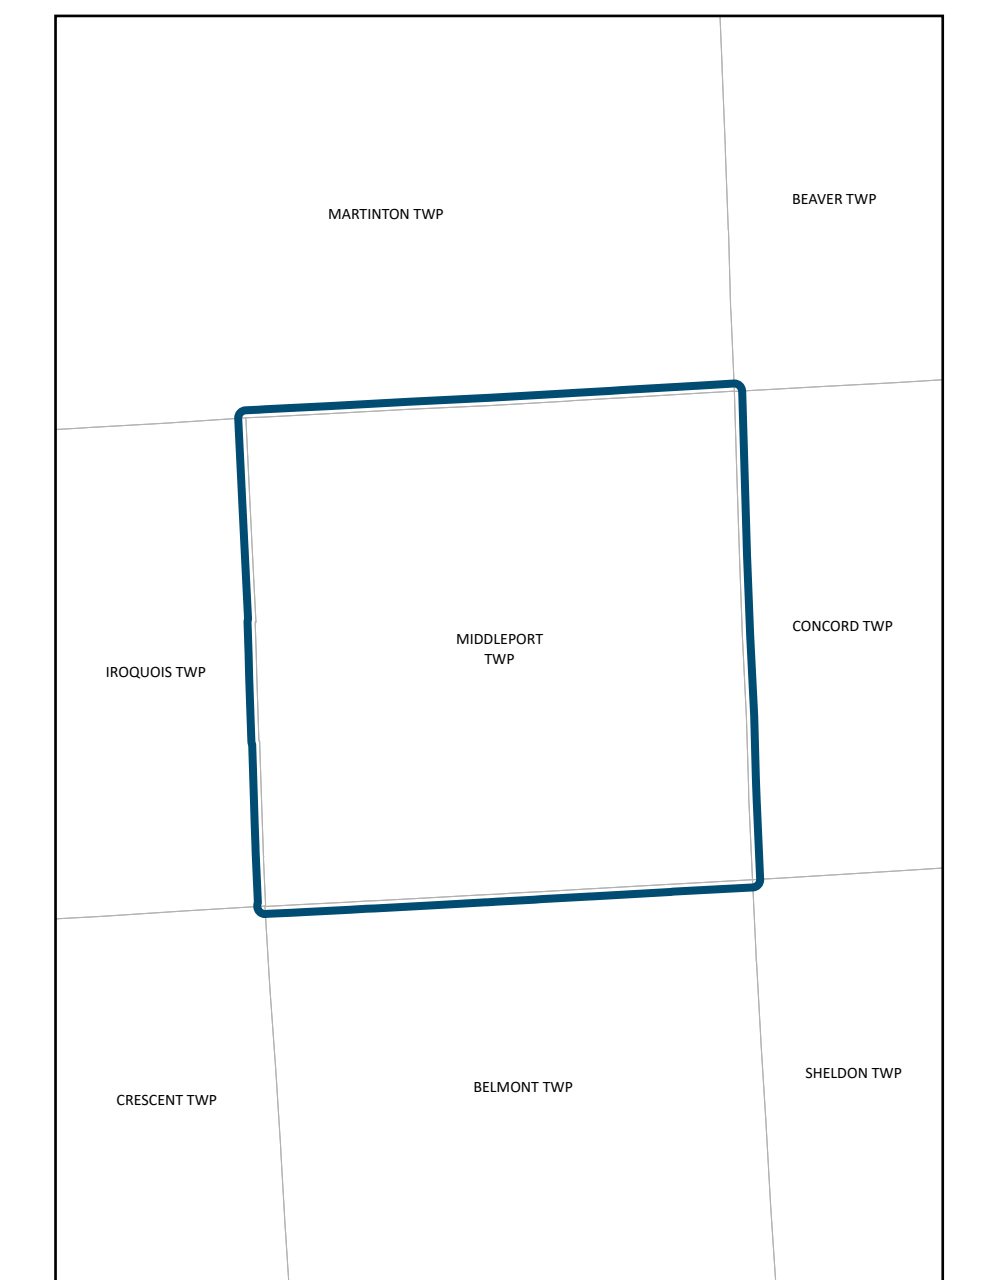 BEAVER TWP
MARTINTON TWP
CONCORD TWP
MIDDLEPORT
TWP
IROQUOIS TWP
SHELDON TWP
BELMONT TWP
CRESCENT TWP